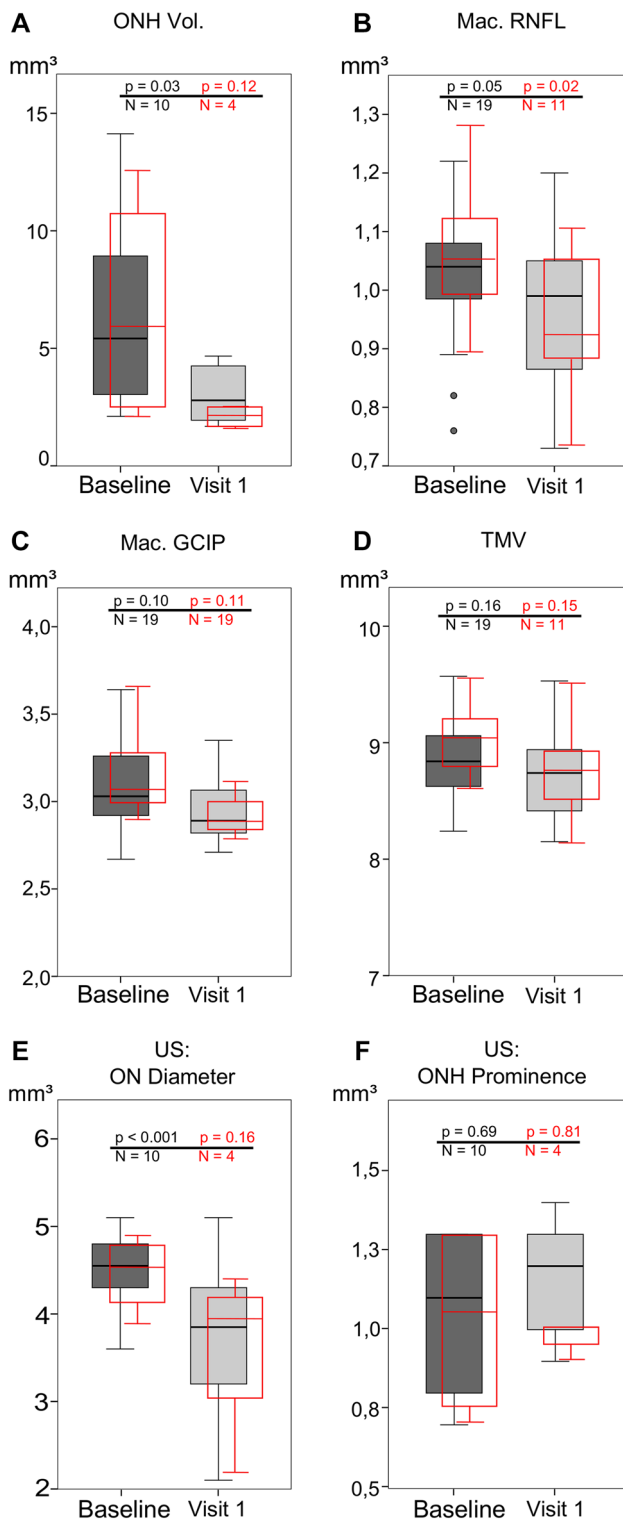 A
ONH Vol.
mm³
p = 0.03 p = 0.12
N = 10 N = 4
15
10
5
0
Baseline Visit 1
B
Mac. RNFL
mm³
p = 0.05 p = 0.02
N = 19 N = 11
1,3
1,2
1,1
1,0
0,9
0,8
0,7
Baseline Visit 1
C
Mac. GCIP
mm³
p = 0.10 p = 0.11
N = 19 N = 19
4,0
3,5
3,0
2,5
2,0
Baseline Visit 1
D
TMV
mm³
p = 0.16 p = 0.15
N = 19 N = 11
10
9
8
7
Baseline Visit 1
E
US:
ON Diameter
mm³
p < 0.001 p = 0.16
N = 10 N = 4
6
5
4
3
2
Baseline Visit 1
F
US:
ONH Prominence
mm³
p = 0.69 p = 0.81
N = 10 N = 4
1,5
1,3
1,0
0,8
0,5
Baseline Visit 1